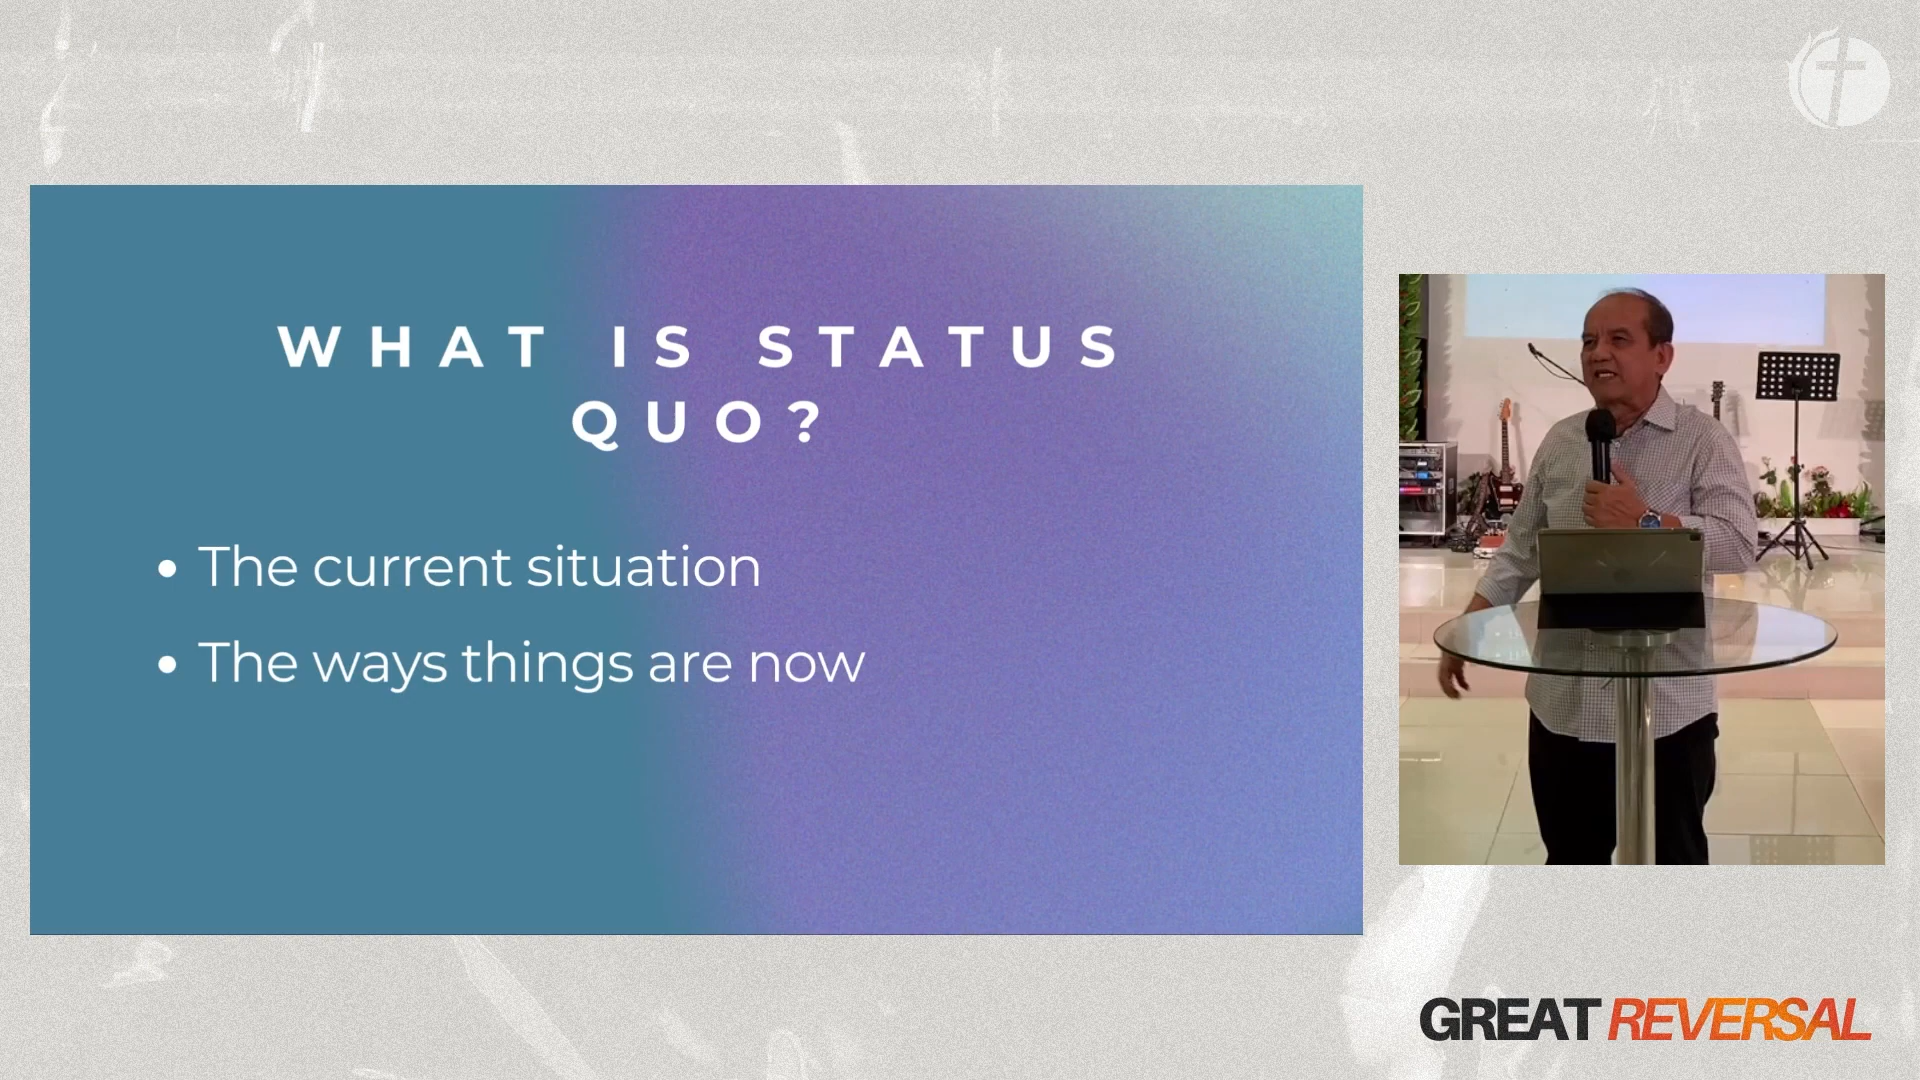 WHAT IS STATUS
QUO?
• The current situation
• The ways things are now
GREAT REVERSAL